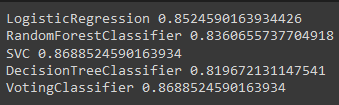 LogisticRegression 0.8524590163934426
RandomForestClassifier 0.8360655737704918
SVC 0.8688524590163934
DecisionTreeClassifier 0.819672131147541
VotingClassifier 0.8688524590163934